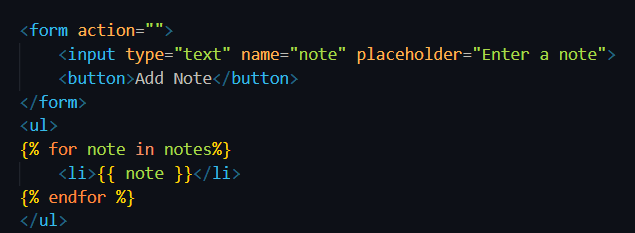 <form action="">
    <input type="text" name="note" placeholder="Enter a note">
    <button>Add Note</button>
</form>
<ul>
{% for note in notes%}
    <li>{{ note }}</li>
{% endfor %}
</ul>